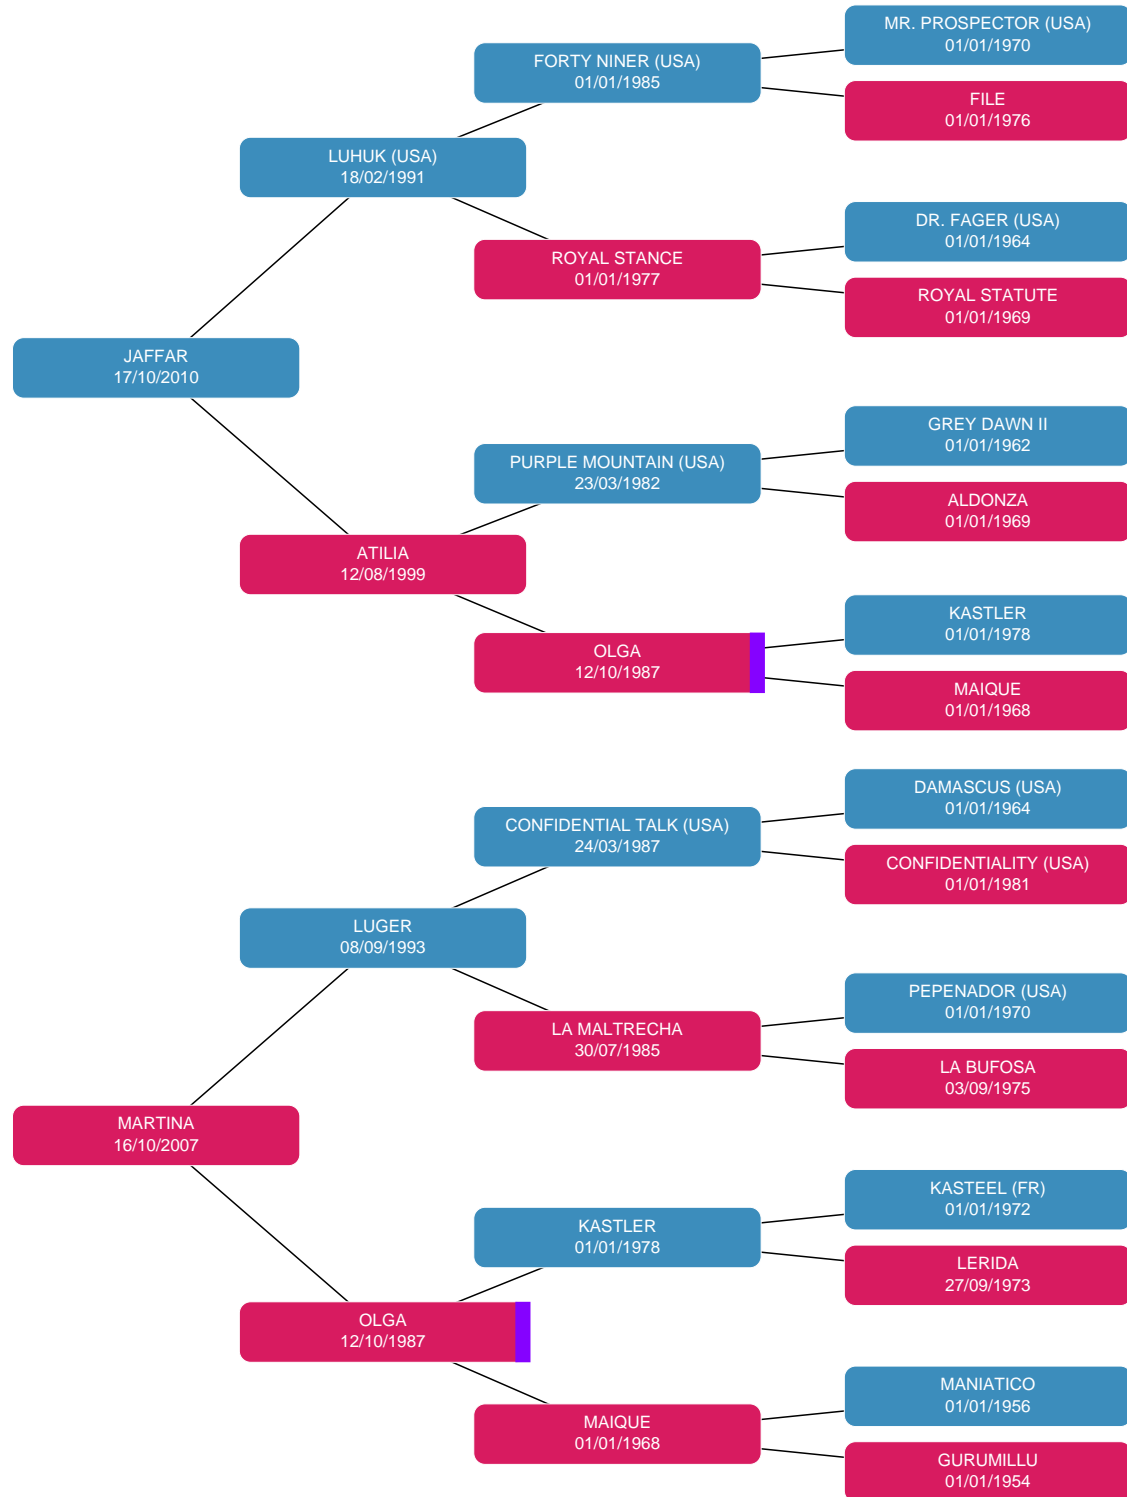 MR. PROSPECTOR (USA)
01/01/1970
FORTY NINER (USA)
01/01/1985
FILE
01/01/1976
LUHUK (USA)
18/02/1991
DR. FAGER (USA)
01/01/1964
ROYAL STANCE
01/01/1977
ROYAL STATUTE
01/01/1969
JAFFAR
17/10/2010
GREY DAWN II
01/01/1962
PURPLE MOUNTAIN (USA)
23/03/1982
ALDONZA
01/01/1969
ATILIA
12/08/1999
KASTLER
01/01/1978
OLGA
12/10/1987
MAIQUE
01/01/1968
DAMASCUS (USA)
01/01/1964
CONFIDENTIAL TALK (USA)
24/03/1987
CONFIDENTIALITY (USA)
01/01/1981
LUGER
08/09/1993
PEPENADOR (USA)
01/01/1970
LA MALTRECHA
30/07/1985
LA BUFOSA
03/09/1975
MARTINA
16/10/2007
KASTEEL (FR)
01/01/1972
KASTLER
01/01/1978
LERIDA
27/09/1973
OLGA
12/10/1987
MANIATICO
01/01/1956
MAIQUE
01/01/1968
GURUMILLU
01/01/1954